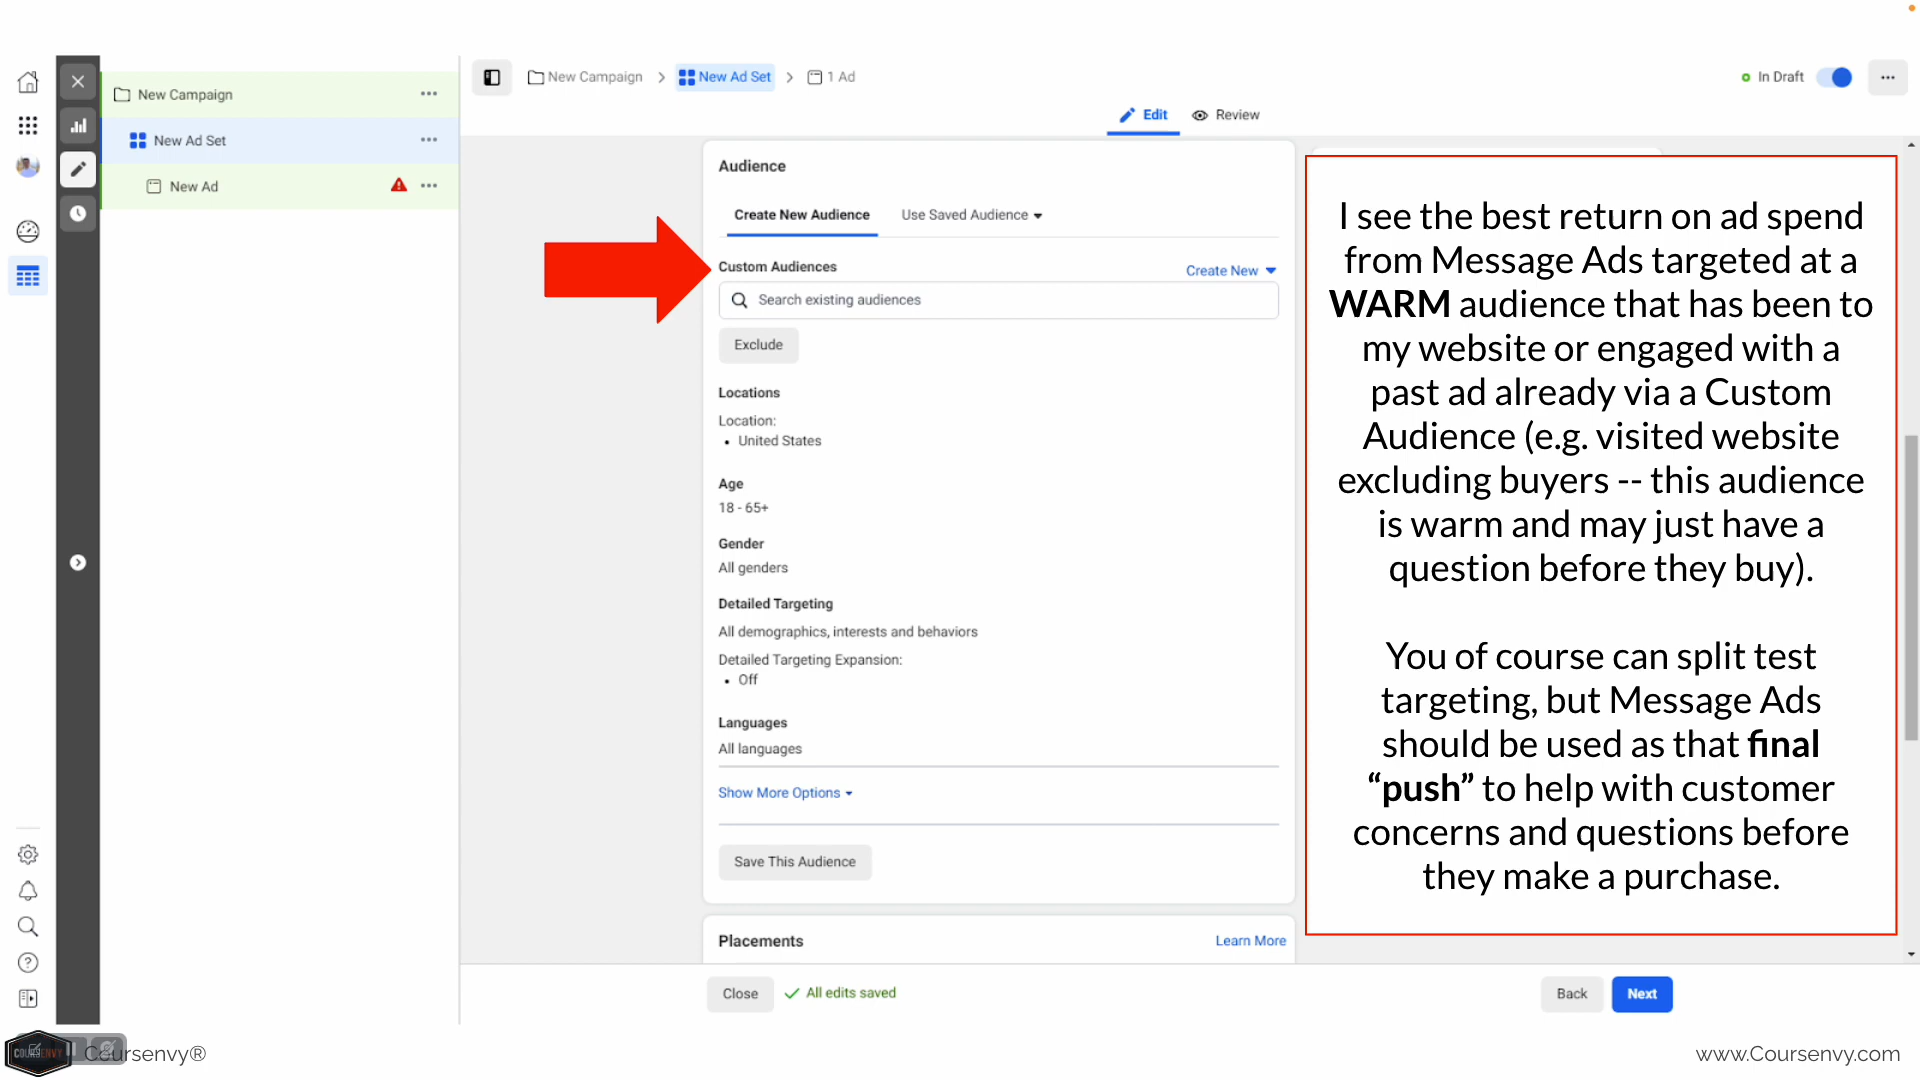 New Campaign
New Ad Set
New Ad
New Campaign
New Ad Set
1 Ad
In Draft
Edit
Review
Audience
Create New Audience
Use Saved Audience
Custom Audiences
Create New
Search existing audiences
Exclude
Locations
Location:
• United States
Age
18 - 65+
Gender
All genders
Detailed Targeting
All demographics, interests and behaviors
Detailed Targeting Expansion:
• Off
Languages
All languages
Show More Options
Save This Audience
Placements
Learn More
Close
All edits saved
Back
Next
I see the best return on ad spend
from Message Ads targeted at a
WARM audience that has been to
my website or engaged with a
past ad already via a Custom
Audience (e.g. visited website
excluding buyers -- this audience
is warm and may just have a
question before they buy).
You of course can split test
targeting, but Message Ads
should be used as that final
“push” to help with customer
concerns and questions before
they make a purchase.
COURSENVY
Coursenvy®
www.Coursenvy.com